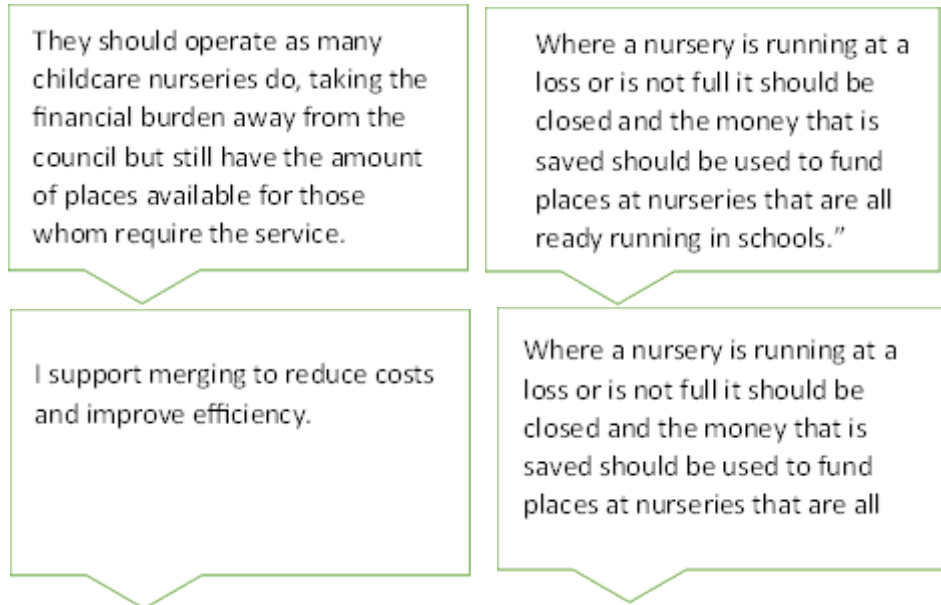 They should operate as many
childcare nurseries do, taking the
financial burden away from the
council but still have the amount
of places available for those
whom require the service.
Where a nursery is running at a
loss or is not full it should be
closed and the money that is
saved should be used to fund
places at nurseries that are all
ready running in schools.”
I support merging to reduce costs
and improve efficiency.
Where a nursery is running at a
loss or is not full it should be
closed and the money that is
saved should be used to fund
places at nurseries that are all